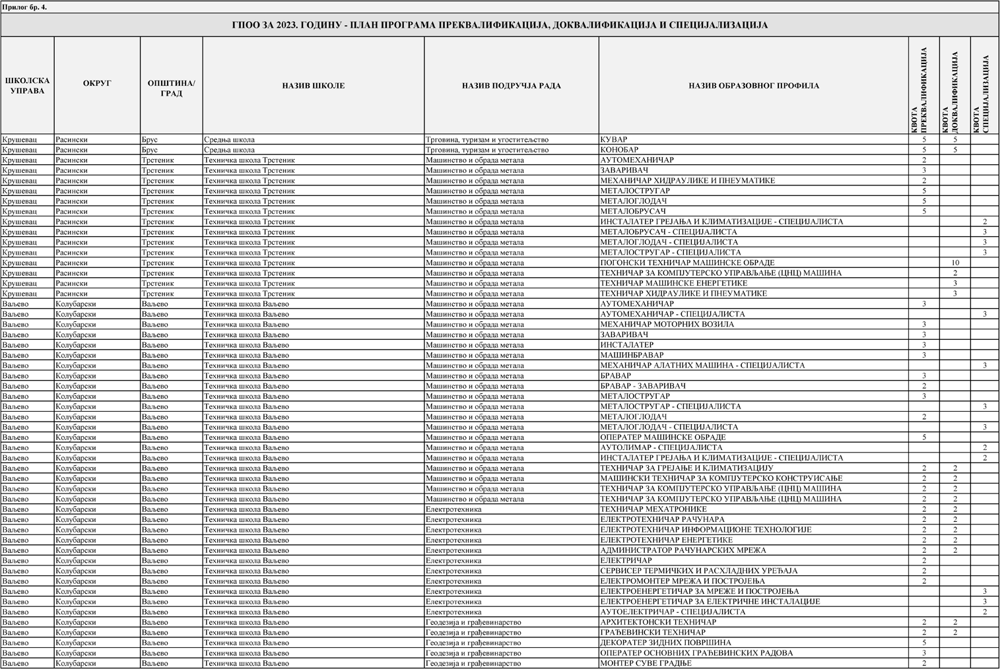 Прилог бр. 4.
ГПОО ЗА 2023. ГОДИНУ - ПЛАН ПРОГРАМА ПРЕКВАЛИФИКАЦИЈА, ДОКВАЛИФИКАЦИЈА И СПЕЦИЈАЛИЗАЦИЈА
ШКОЛСКА УПРАВА ОКРУГ ОПШТИНА/ ГРАД НАЗИВ ШКОЛЕ НАЗИВ ПОДРУЧЈА РАДА НАЗИВ ОБРАЗОВНОГ ПРОФИЛА КВОТА ПРЕКВАЛИФИКАЦИЈА КВОТА ДОКВАЛИФИКАЦИЈА КВОТА СПЕЦИЈАЛИЗАЦИЈА
Крушевац Расински Брус Средња школа Трговина, туризам и угоститељство КУВАР 5 5
Крушевац Расински Брус Средња школа Трговина, туризам и угоститељство КОНОБАР 5 5
Крушевац Расински Трстеник Техничка школа Трстеник Машинство и обрада метала АУТОМЕХАНИЧАР 2
Крушевац Расински Трстеник Техничка школа Трстеник Машинство и обрада метала ЗАВАРИВАЧ 3
Крушевац Расински Трстеник Техничка школа Трстеник Машинство и обрада метала МЕХАНИЧАР ХИДРАУЛИКЕ И ПНЕУМАТИКЕ 2
Крушевац Расински Трстеник Техничка школа Трстеник Машинство и обрада метала МЕТАЛОСТРУГАР 5
Крушевац Расински Трстеник Техничка школа Трстеник Машинство и обрада метала МЕТАЛОГЛОДАЧ 5
Крушевац Расински Трстеник Техничка школа Трстеник Машинство и обрада метала МЕТАЛОБРУСАЧ 5
Крушевац Расински Трстеник Техничка школа Трстеник Машинство и обрада метала ИНСТАЛАТЕР ГРЕЈАЊА И КЛИМАТИЗАЦИЈЕ - СПЕЦИЈАЛИСТА 2
Крушевац Расински Трстеник Техничка школа Трстеник Машинство и обрада метала МЕТАЛОБРУСАЧ - СПЕЦИЈАЛИСТА 3
Крушевац Расински Трстеник Техничка школа Трстеник Машинство и обрада метала МЕТАЛОГЛОДАЧ - СПЕЦИЈАЛИСТА 3
Крушевац Расински Трстеник Техничка школа Трстеник Машинство и обрада метала МЕТАЛОСТРУГАР - СПЕЦИЈАЛИСТА 3
Крушевац Расински Трстеник Техничка школа Трстеник Машинство и обрада метала ПОГОНСКИ ТЕХНИЧАР МАШИНСКЕ ОБРАДЕ 10
Крушевац Расински Трстеник Техничка школа Трстеник Машинство и обрада метала ТЕХНИЧАР ЗА КОМПЈУТЕРСКО УПРАВЉАЊЕ (ЦНЦ) МАШИНА 2
Крушевац Расински Трстеник Техничка школа Трстеник Машинство и обрада метала ТЕХНИЧАР МАШИНСКЕ ЕНЕРГЕТИКЕ 3
Крушевац Расински Трстеник Техничка школа Трстеник Машинство и обрада метала ТЕХНИЧАР ХИДРАУЛИКЕ И ПНЕУМАТИКЕ 3
Ваљево Колубарски Ваљево Техничка школа Ваљево Машинство и обрада метала АУТОМЕХАНИЧАР 3
Ваљево Колубарски Ваљево Техничка школа Ваљево Машинство и обрада метала АУТОМЕХАНИЧАР - СПЕЦИЈАЛИСТА 3
Ваљево Колубарски Ваљево Техничка школа Ваљево Машинство и обрада метала МЕХАНИЧАР МОТОРНИХ ВОЗИЛА 3
Ваљево Колубарски Ваљево Техничка школа Ваљево Машинство и обрада метала ЗАВАРИВАЧ 3
Ваљево Колубарски Ваљево Техничка школа Ваљево Машинство и обрада метала ИНСТАЛАТЕР 3
Ваљево Колубарски Ваљево Техничка школа Ваљево Машинство и обрада метала МАШИНБРАВАР 3
Ваљево Колубарски Ваљево Техничка школа Ваљево Машинство и обрада метала МЕХАНИЧАР АЛАТНИХ МАШИНА - СПЕЦИЈАЛИСТА 3
Ваљево Колубарски Ваљево Техничка школа Ваљево Машинство и обрада метала БРАВАР 3
Ваљево Колубарски Ваљево Техничка школа Ваљево Машинство и обрада метала БРАВАР - ЗАВАРИВАЧ 2
Ваљево Колубарски Ваљево Техничка школа Ваљево Машинство и обрада метала МЕТАЛОСТРУГАР 3
Ваљево Колубарски Ваљево Техничка школа Ваљево Машинство и обрада метала МЕТАЛОСТРУГАР - СПЕЦИЈАЛИСТА 3
Ваљево Колубарски Ваљево Техничка школа Ваљево Машинство и обрада метала МЕТАЛОГЛОДАЧ 2
Ваљево Колубарски Ваљево Техничка школа Ваљево Машинство и обрада метала МЕТАЛОГЛОДАЧ - СПЕЦИЈАЛИСТА 3
Ваљево Колубарски Ваљево Техничка школа Ваљево Машинство и обрада метала ОПЕРАТЕР МАШИНСКЕ ОБРАДЕ 5
Ваљево Колубарски Ваљево Техничка школа Ваљево Машинство и обрада метала АУТОЛИМАР - СПЕЦИЈАЛИСТА 2
Ваљево Колубарски Ваљево Техничка школа Ваљево Машинство и обрада метала ИНСТАЛАТЕР ГРЕЈАЊА И КЛИМАТИЗАЦИЈЕ - СПЕЦИЈАЛИСТА 2
Ваљево Колубарски Ваљево Техничка школа Ваљево Машинство и обрада метала ТЕХНИЧАР ЗА ГРЕЈАЊЕ И КЛИМАТИЗАЦИЈУ 2 2
Ваљево Колубарски Ваљево Техничка школа Ваљево Машинство и обрада метала МАШИНСКИ ТЕХНИЧАР ЗА КОМПЈУТЕРСКО КОНСТРУИСАЊЕ 2 2
Ваљево Колубарски Ваљево Техничка школа Ваљево Машинство и обрада метала ТЕХНИЧАР ЗА КОМПЈУТЕРСКО УПРАВЉАЊЕ (ЦНЦ) МАШИНА 2 2
Ваљево Колубарски Ваљево Техничка школа Ваљево Машинство и обрада метала ТЕХНИЧАР ЗА КОМПЈУТЕРСКО УПРАВЉАЊЕ (ЦНЦ) МАШИНА 2 2
Ваљево Колубарски Ваљево Техничка школа Ваљево Електротехника ТЕХНИЧАР МЕХАТРОНИКЕ 2 2
Ваљево Колубарски Ваљево Техничка школа Ваљево Електротехника ЕЛЕКТРОТЕХНИЧАР РАЧУНАРА 2 2
Ваљево Колубарски Ваљево Техничка школа Ваљево Електротехника ЕЛЕКТРОТЕХНИЧАР ИНФОРМАЦИОНЕ ТЕХНОЛОГИЈЕ 2 2
Ваљево Колубарски Ваљево Техничка школа Ваљево Електротехника ЕЛЕКТРОТЕХНИЧАР ЕНЕРГЕТИКЕ 2 2
Ваљево Колубарски Ваљево Техничка школа Ваљево Електротехника АДМИНИСТРАТОР РАЧУНАРСКИХ МРЕЖА 2 2
Ваљево Колубарски Ваљево Техничка школа Ваљево Електротехника ЕЛЕКТРИЧАР 2
Ваљево Колубарски Ваљево Техничка школа Ваљево Електротехника СЕРВИСЕР ТЕРМИЧКИХ И РАСХЛАДНИХ УРЕЂАЈА 2
Ваљево Колубарски Ваљево Техничка школа Ваљево Електротехника ЕЛЕКТРОМОНТЕР МРЕЖА И ПОСТРОЈЕЊА 2
Ваљево Колубарски Ваљево Техничка школа Ваљево Електротехника ЕЛЕКТРОЕНЕРГЕТИЧАР ЗА МРЕЖЕ И ПОСТРОЈЕЊА 3
Ваљево Колубарски Ваљево Техничка школа Ваљево Електротехника ЕЛЕКТРОЕНЕРГЕТИЧАР ЗА ЕЛЕКТРИЧНЕ ИНСТАЛАЦИЈЕ 3
Ваљево Колубарски Ваљево Техничка школа Ваљево Електротехника АУТОЕЛЕКТРИЧАР - СПЕЦИЈАЛИСТА 2
Ваљево Колубарски Ваљево Техничка школа Ваљево Геодезија и грађевинарство АРХИТЕКТОНСКИ ТЕХНИЧАР 2 2
Ваљево Колубарски Ваљево Техничка школа Ваљево Геодезија и грађевинарство ГРАЂЕВИНСКИ ТЕХНИЧАР 2 2
Ваљево Колубарски Ваљево Техничка школа Ваљево Геодезија и грађевинарство ДЕКОРАТЕР ЗИДНИХ ПОВРШИНА 5
Ваљево Колубарски Ваљево Техничка школа Ваљево Геодезија и грађевинарство ОПЕРАТЕР ОСНОВНИХ ГРАЂЕВИНСКИХ РАДОВА 3
Ваљево Колубарски Ваљево Техничка школа Ваљево Геодезија и грађевинарство МОНТЕР СУВЕ ГРАДЊЕ 2